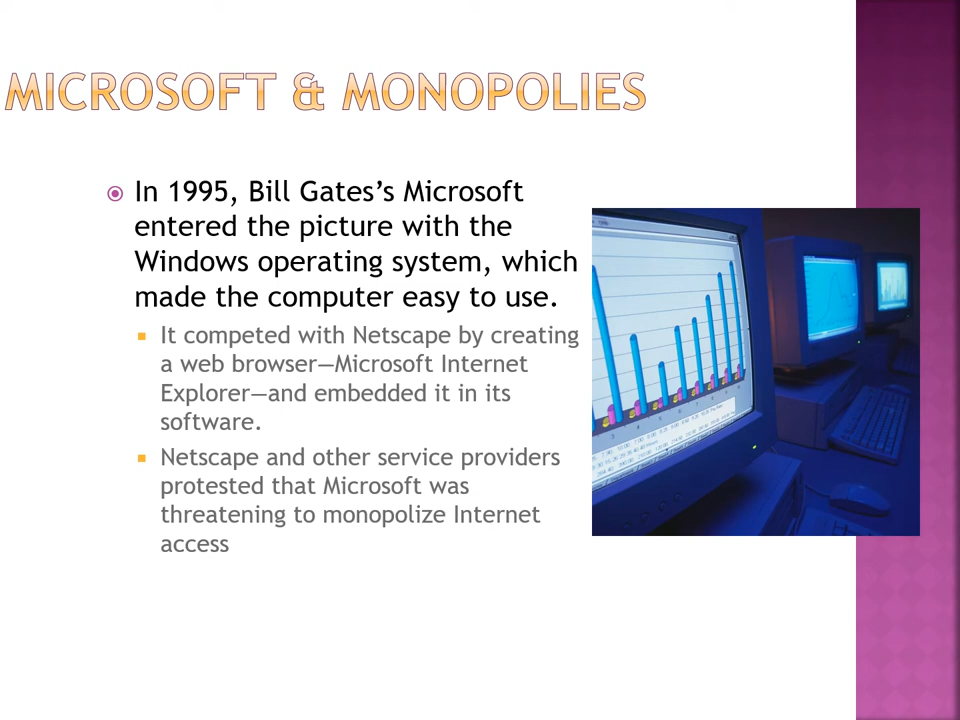 MICROSOFT & MONOPOLIES
In 1995, Bill Gates’s Microsoft
entered the picture with the
Windows operating system, which
made the computer easy to use.
It competed with Netscape by creating
a web browser—Microsoft Internet
Explorer—and embedded it in its
software.
Netscape and other service providers
protested that Microsoft was
threatening to monopolize Internet
access